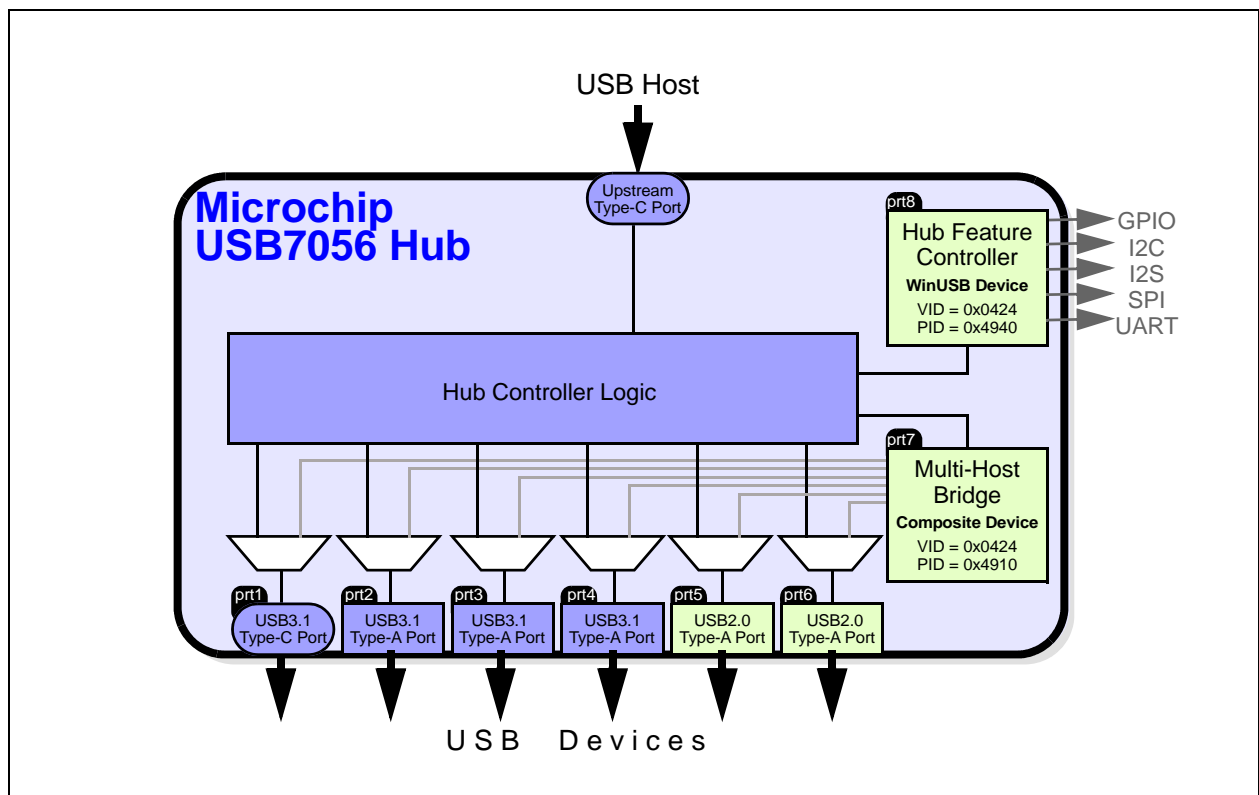 USB Host
Upstream
Type-C Port
Microchip
USB7056 Hub
prt8
Hub Feature
Controller
WinUSB Device
VID = 0x0424
PID = 0x4940
GPIO
I2C
I2S
SPI
UART
Hub Controller Logic
prt7
Multi-Host
Bridge
Composite Device
VID = 0x0424
PID = 0x4910
prt1
USB3.1
Type-C Port
prt2
USB3.1
Type-A Port
prt3
USB3.1
Type-A Port
prt4
USB3.1
Type-A Port
prt5
USB2.0
Type-A Port
prt6
USB2.0
Type-A Port
USB Devices